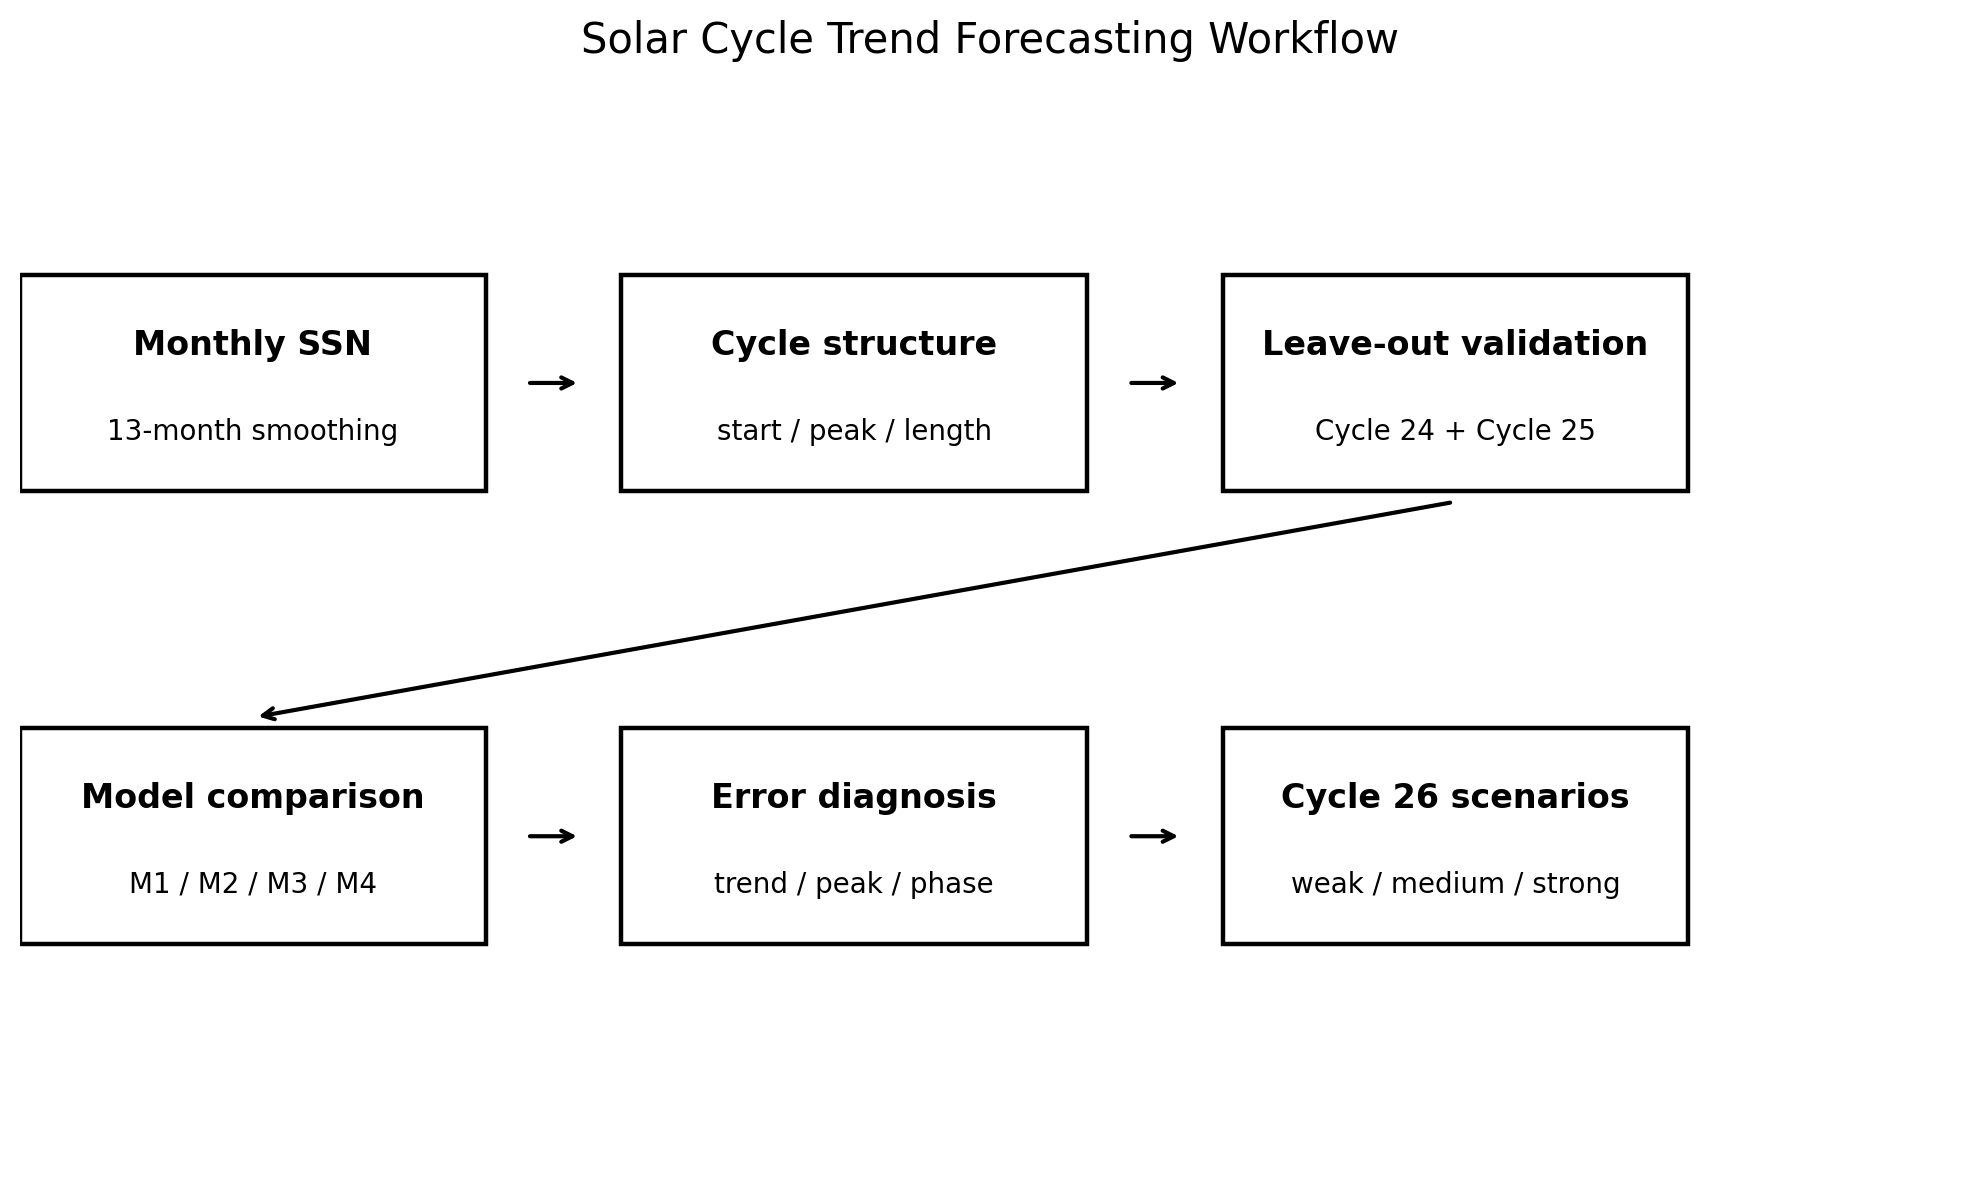 Solar Cycle Trend Forecasting Workflow
Monthly SSN
13-month smoothing
Cycle structure
start / peak / length
Leave-out validation
Cycle 24 + Cycle 25
Model comparison
M1 / M2 / M3 / M4
Error diagnosis
trend / peak / phase
Cycle 26 scenarios
weak / medium / strong